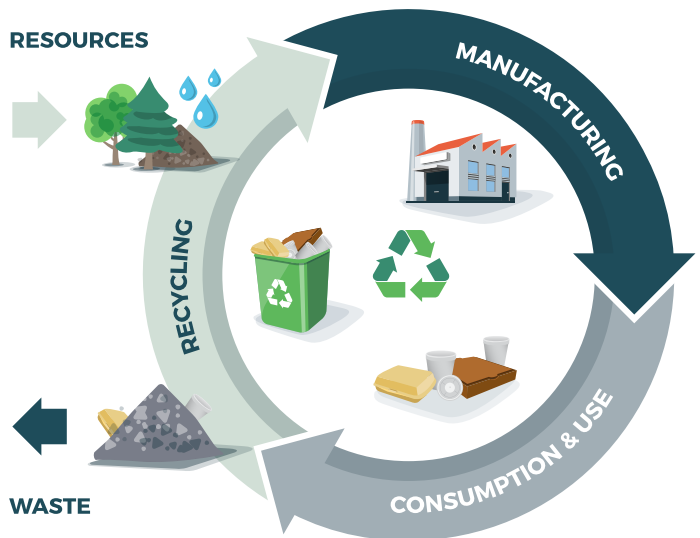 RESOURCES
MANUFACTURING
RECYCLING
CONSUMPTION & USE
WASTE